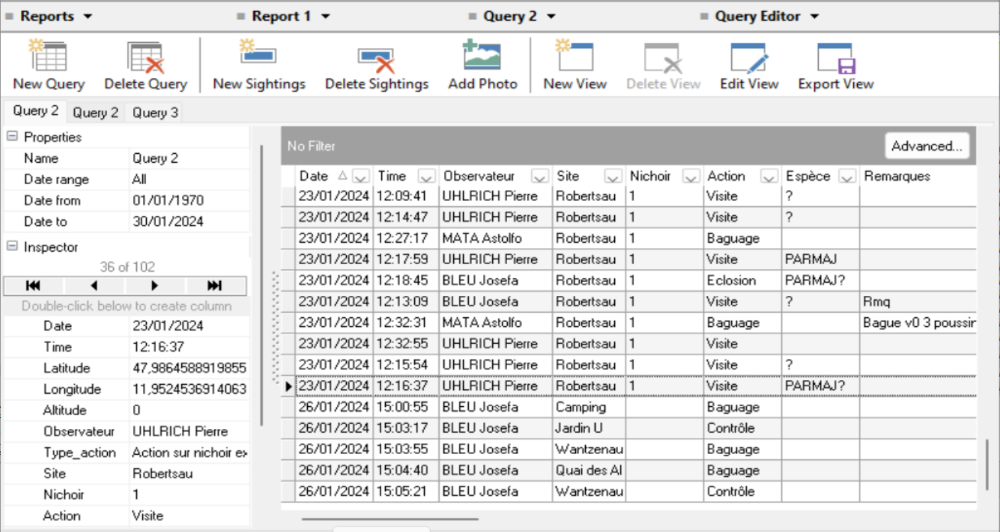 Reports Report 1 Query 2 Query Editor
New Query Delete Query New Sightings Delete Sightings Add Photo New View Delete View Edit View Export View
Query 2 Query 2 Query 3
Properties
Name Query 2
Date range All
Date from 01/01/1970
Date to 30/01/2024
Inspector
36 of 102
Double-click below to create column
Date 23/01/2024
Time 12:16:37
Latitude 47,9864588919855
Longitude 11,9524536914063
Altitude 0
Observateur UHLRICH Pierre
Type_action Action sur nichoir ex
Site Robertsau
Nichoir 1
Action Visite
No Filter Advanced...
Date Time Observateur Site Nichoir Action Espèce Remarques
23/01/2024 12:09:41 UHLRICH Pierre Robertsau 1 Visite ?
23/01/2024 12:14:47 UHLRICH Pierre Robertsau 1 Visite ?
23/01/2024 12:27:17 MATA Astolfo Robertsau 1 Baguage
23/01/2024 12:17:59 UHLRICH Pierre Robertsau 1 Visite PARMAJ
23/01/2024 12:18:45 BLEU Josefa Robertsau 1 Eclosion PARMAJ?
23/01/2024 12:13:09 BLEU Josefa Robertsau 1 Visite ? Rmq
23/01/2024 12:32:31 MATA Astolfo Robertsau 1 Baguage Bague v0 3 poussin
23/01/2024 12:32:55 UHLRICH Pierre Robertsau 1 Visite
23/01/2024 12:15:54 UHLRICH Pierre Robertsau 1 Visite ?
23/01/2024 12:16:37 UHLRICH Pierre Robertsau 1 Visite PARMAJ?
26/01/2024 15:00:55 BLEU Josefa Camping Baguage
26/01/2024 15:03:17 BLEU Josefa Jardin U Contrôle
26/01/2024 15:03:55 BLEU Josefa Wantzenau Baguage
26/01/2024 15:04:40 BLEU Josefa Quai des Al Baguage
26/01/2024 15:05:21 BLEU Josefa Wantzenau Contrôle